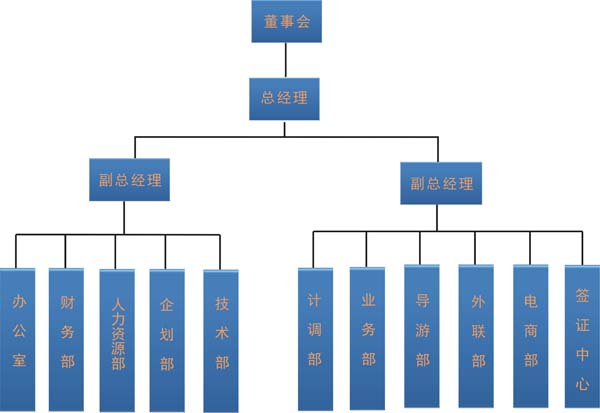 董事会
总经理
副总经理
副总经理
办公室
财务部
人力资源部
企划部
技术部
计调部
业务部
导游部
外联部
电商部
签证中心